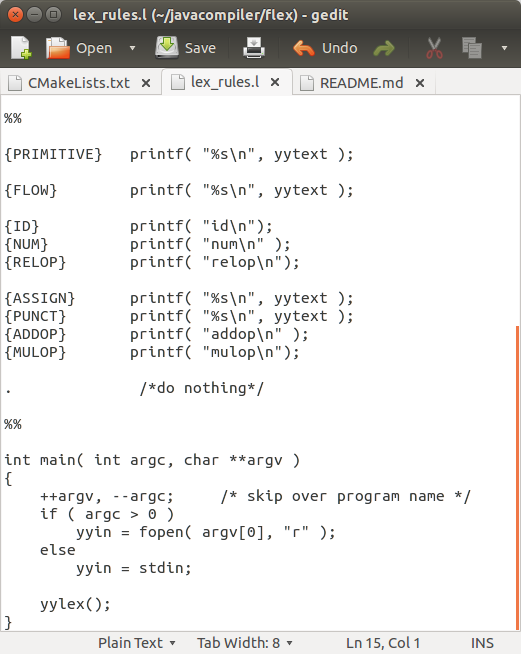 lex_rules.l (~/javacompiler/flex) - gedit
Open Save Undo
CMakeLists.txt × lex_rules.l × README.md ×
%%
{PRIMITIVE}   printf( "%s\n", yytext );
{FLOW}        printf( "%s\n", yytext );
{ID}          printf( "id\n");
{NUM}         printf( "num\n" );
{RELOP}       printf( "relop\n");
{ASSIGN}      printf( "%s\n", yytext );
{PUNCT}       printf( "%s\n", yytext );
{ADDOP}       printf( "addop\n" );
{MULOP}       printf( "mulop\n");
.              /*do nothing*/
%%
int main( int argc, char **argv )
{
    ++argv, --argc;     /* skip over program name */
    if ( argc > 0 )
        yyin = fopen( argv[0], "r" );
    else
        yyin = stdin;
    yylex();
}
Plain Text Tab Width: 8 Ln 15, Col 1 INS